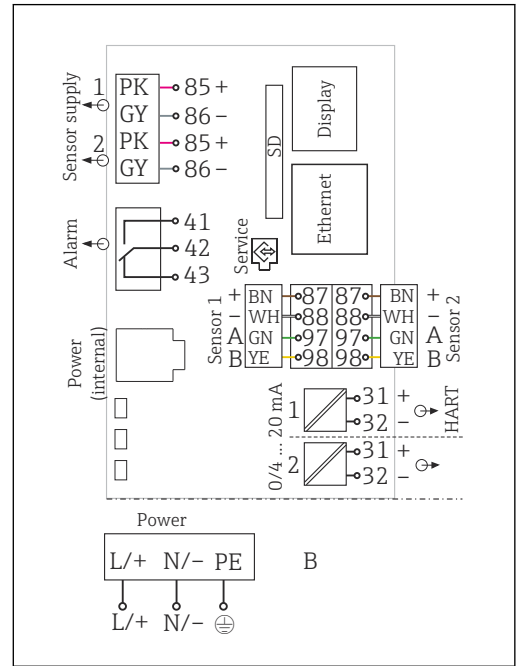 Sensor supply
1 PK 85 +
GY 86 -
2 PK 85 +
GY 86 -
Display
SD
Ethernet
Alarm
41
42
43
Service
Power
(internal)
Sensor 1
+ BN 87 87 BN +
- WH 88 88 WH -
A GN 97 97 GN A
B YE 98 98 YE B
Sensor 2
0/4 ... 20 mA
1 31 +
32 -
HART
2 31 +
32 -
Power
L/+ N/- PE B
L/+ N/-